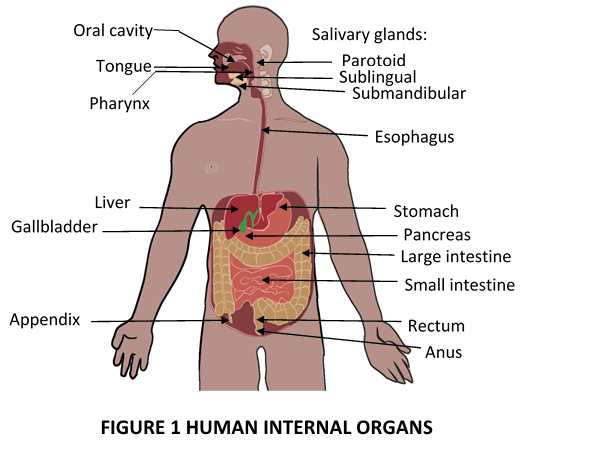 Oral cavity
Salivary glands:
Tongue
Parotoid
Sublingual
Submandibular
Pharynx
Esophagus
Liver
Stomach
Gallbladder
Pancreas
Large intestine
Small intestine
Appendix
Rectum
Anus
FIGURE 1 HUMAN INTERNAL ORGANS